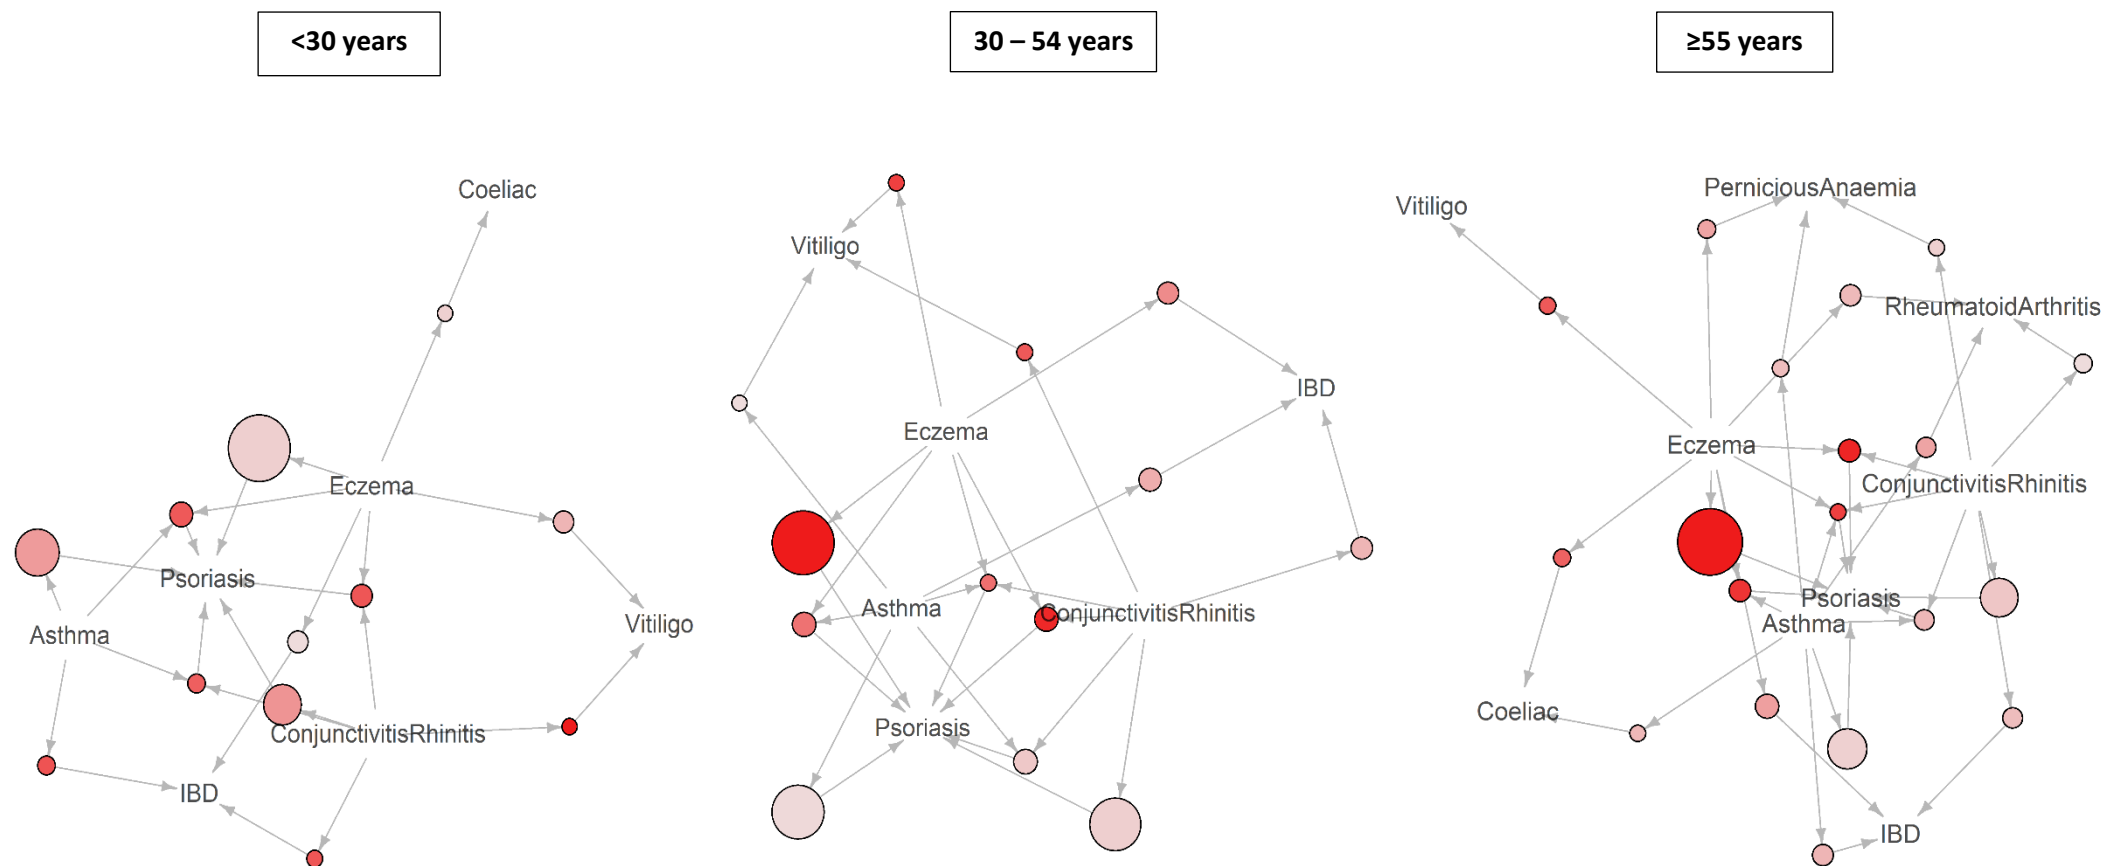 <30 years
Coeliac
Eczema
Psoriasis
Asthma
Vitiligo
ConjunctivitisRhinitis
IBD
30 – 54 years
Vitiligo
IBD
Eczema
Asthma
ConjunctivitisRhinitis
Psoriasis
≥55 years
PerniciousAnaemia
Vitiligo
RheumatoidArthritis
Eczema
ConjunctivitisRhinitis
Psoriasis
Asthma
Coeliac
IBD